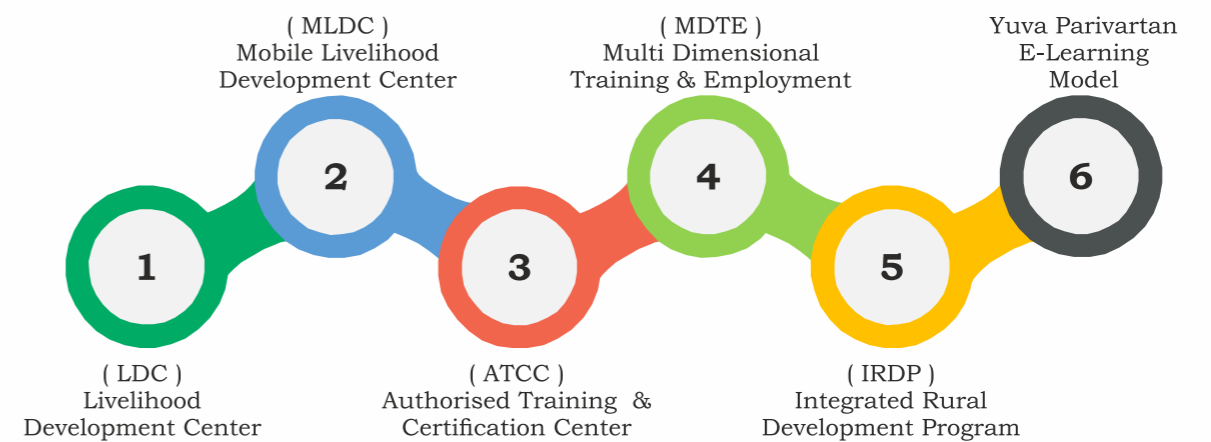 ( MLDC )
Mobile Livelihood
Development Center
( MDTE )
Multi Dimensional
Training & Employment
Yuva Parivartan
E-Learning
Model
1
2
3
4
5
6
( LDC )
Livelihood
Development Center
( ATCC )
Authorised Training &
Certification Center
( IRDP )
Integrated Rural
Development Program